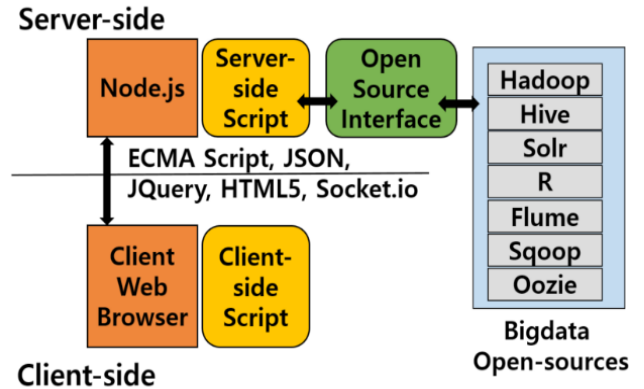 Server-side
Node.js
Server-
side
Script
Open
Source
Interface
Hadoop
Hive
Solr
R
Flume
Sqoop
Oozie
Bigdata
Open-sources
ECMA Script, JSON,
JQuery, HTML5, Socket.io
Client
Web
Browser
Client-
side
Script
Client-side